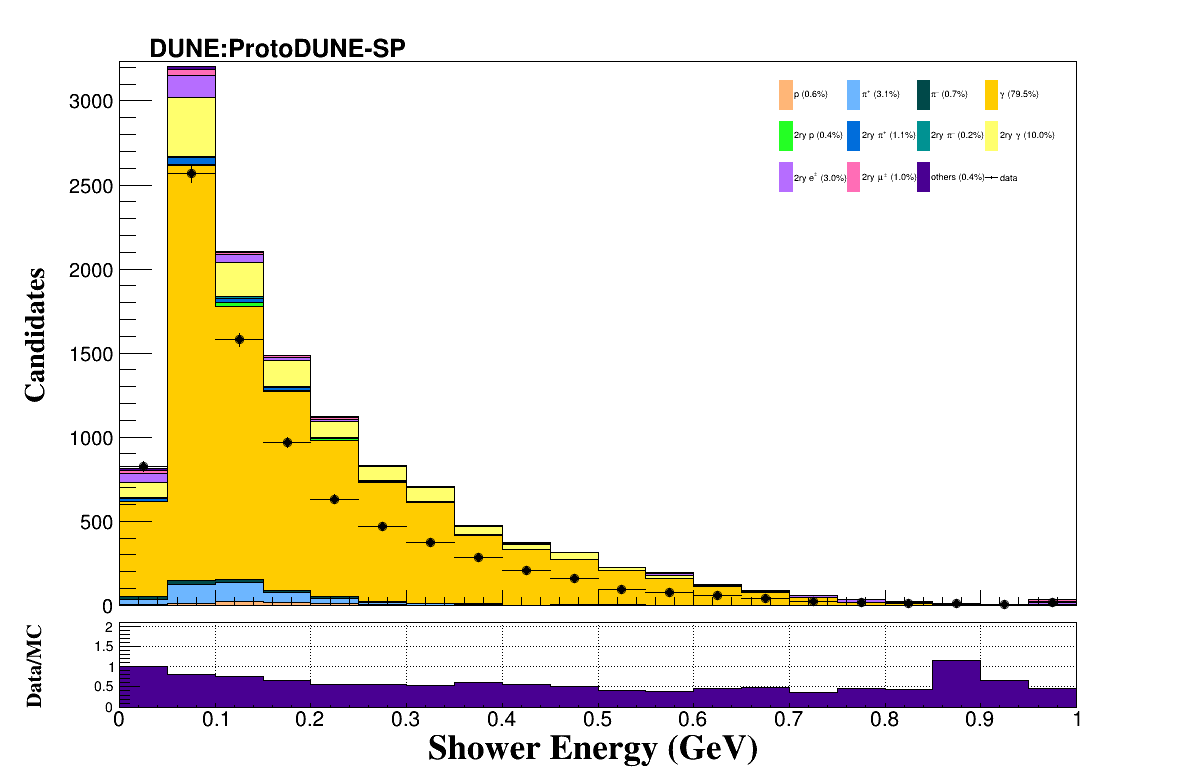 DUNE:ProtoDUNE-SP
p (0.6%) π⁺ (3.1%) π⁻ (0.7%) γ (79.5%)
2ry p (0.4%) 2ry π⁺ (1.1%) 2ry π⁻ (0.2%) 2ry γ (10.0%)
2ry e± (3.0%) 2ry μ± (1.0%) others (0.4%) data
Candidates
3000
2500
2000
1500
1000
500
0
Data/MC
2
1.5
1
0.5
0
0 0.1 0.2 0.3 0.4 0.5 0.6 0.7 0.8 0.9 1
Shower Energy (GeV)